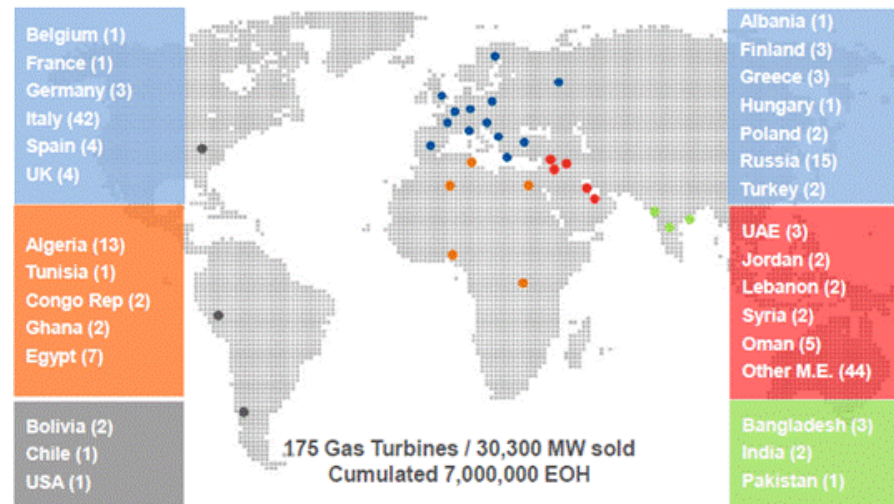 Belgium (1)
France (1)
Germany (3)
Italy (42)
Spain (4)
UK (4)
Algeria (13)
Tunisia (1)
Congo Rep (2)
Ghana (2)
Egypt (7)
Bolivia (2)
Chile (1)
USA (1)
175 Gas Turbines / 30,300 MW sold
Cumulated 7,000,000 EOH
Albania (1)
Finland (3)
Greece (3)
Hungary (1)
Poland (2)
Russia (15)
Turkey (2)
UAE (3)
Jordan (2)
Lebanon (2)
Syria (2)
Oman (5)
Other M.E. (44)
Bangladesh (3)
India (2)
Pakistan (1)